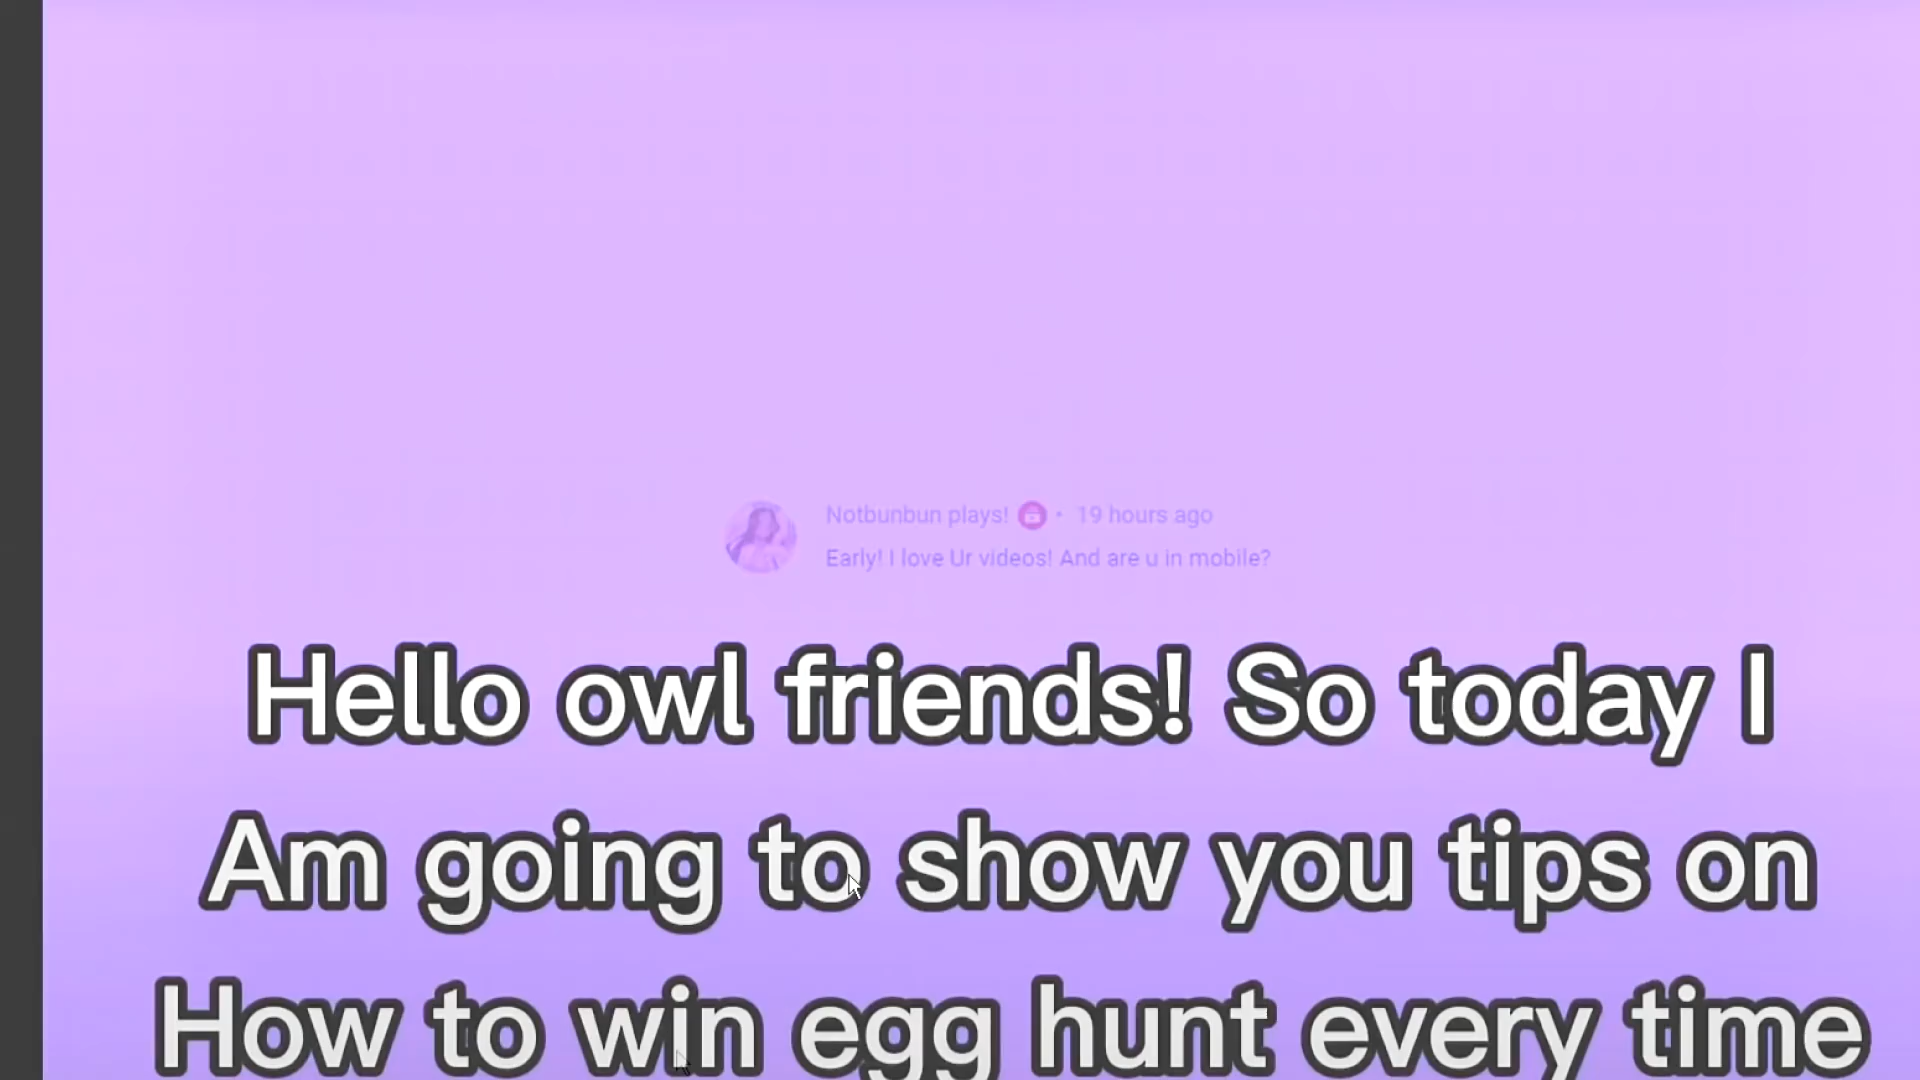 Notbunbun plays! • 19 hours ago
Early! I love Ur videos! And are u in mobile?
Hello owl friends! So today I
Am going to show you tips on
How to win egg hunt every time